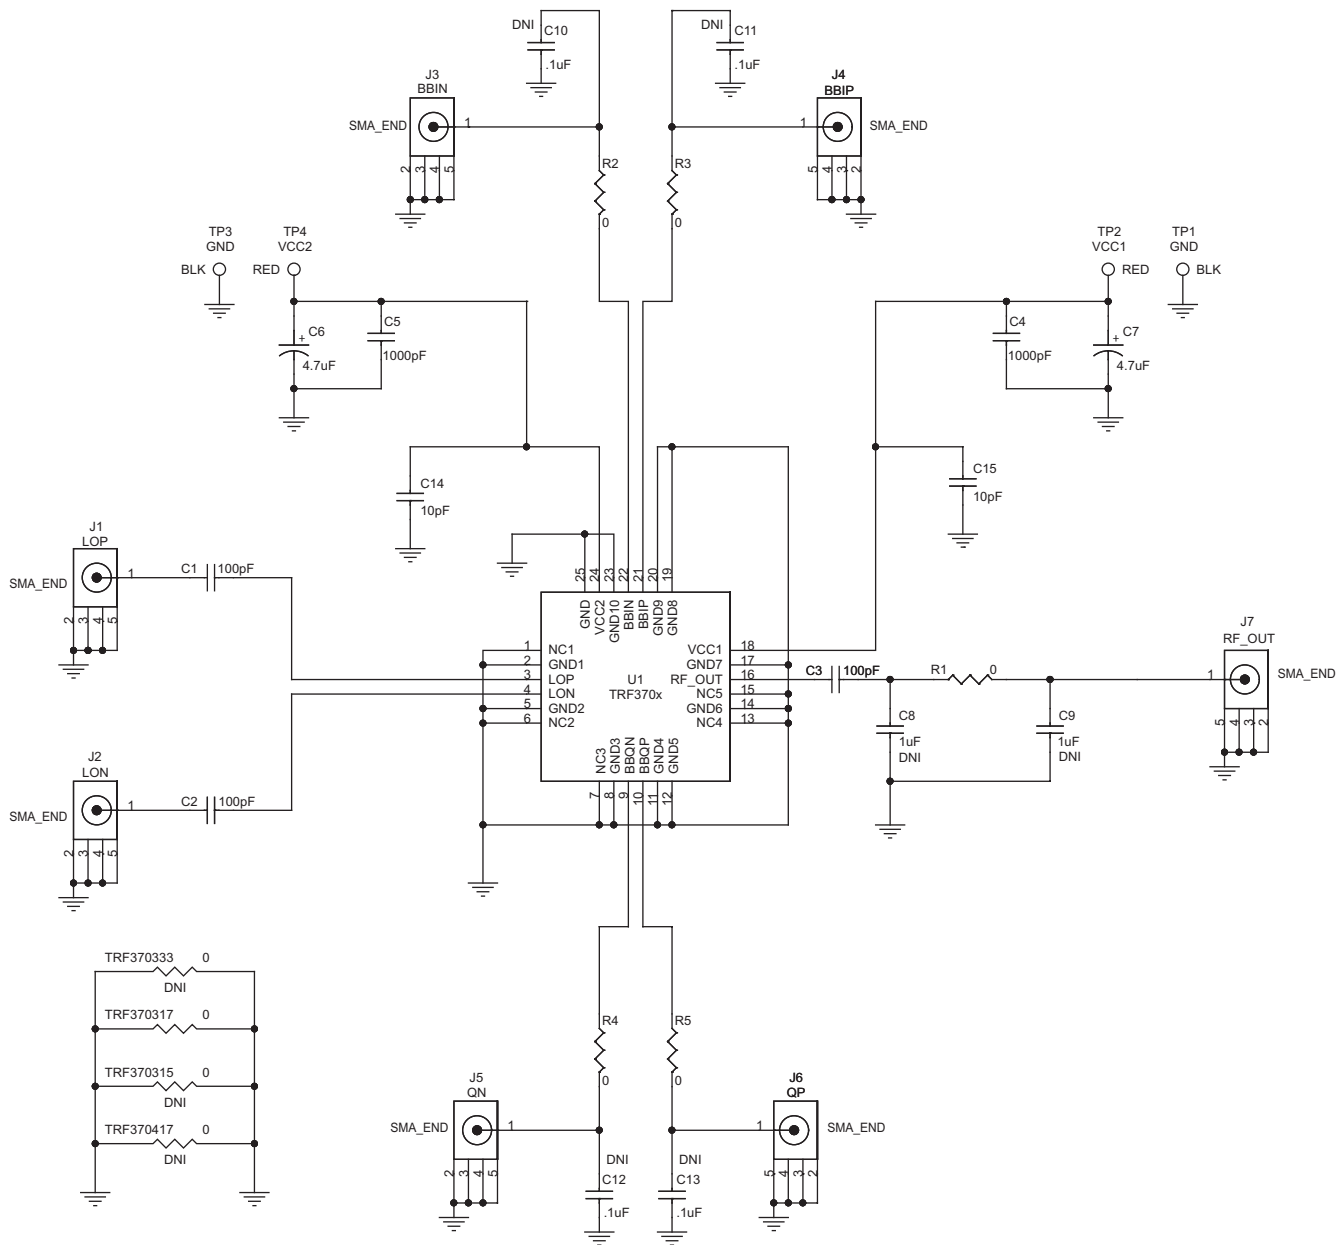 DNI
C10
.1uF
DNI
C11
.1uF
J3
BBIN
SMA_END
1
2
3
4
5
J4
BBIP
SMA_END
1
5
4
3
2
R2
0
R3
0
TP3
GND
BLK
TP4
VCC2
RED
TP2
VCC1
RED
TP1
GND
BLK
+
C6
4.7uF
C5
1000pF
C4
1000pF
+
C7
4.7uF
C14
10pF
C15
10pF
J1
LOP
SMA_END
1
2
3
4
5
C1
100pF
J2
LON
SMA_END
1
2
3
4
5
C2
100pF
25
24
23
22
21
20
19
GND
VCC2
GND10
BBIN
BBIP
GND9
GND8
1
NC1
2
GND1
3
LOP
4
LON
5
GND2
6
NC2
U1
TRF370x
VCC1
18
GND7
17
RF_OUT
16
NC5
15
GND6
14
NC4
13
NC3
GND3
BBQN
BBQP
GND4
GND5
7
8
9
10
11
12
C3
100pF
R1
0
C8
1uF
DNI
C9
1uF
DNI
J7
RF_OUT
SMA_END
1
5
4
3
2
TRF370333
0
DNI
TRF370317
0
TRF370315
0
DNI
TRF370417
0
DNI
R4
0
R5
0
J5
QN
SMA_END
1
2
3
4
5
J6
QP
SMA_END
1
5
4
3
2
DNI
C12
.1uF
DNI
C13
.1uF